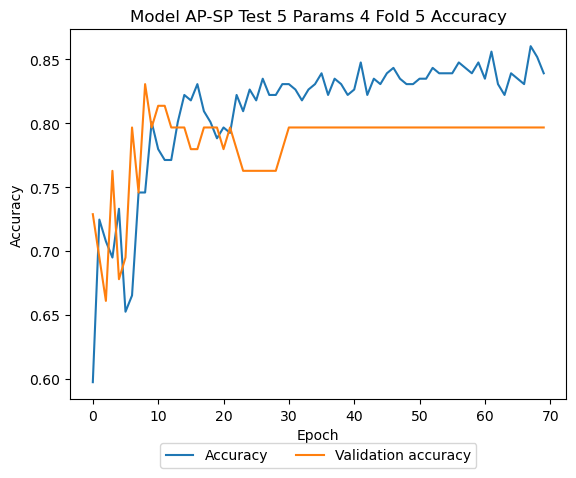 Model AP-SP Test 5 Params 4 Fold 5 Accuracy
0.85
0.80
0.75
0.70
0.65
0.60
Accuracy
0 10 20 30 40 50 60 70
Epoch
Accuracy Validation accuracy